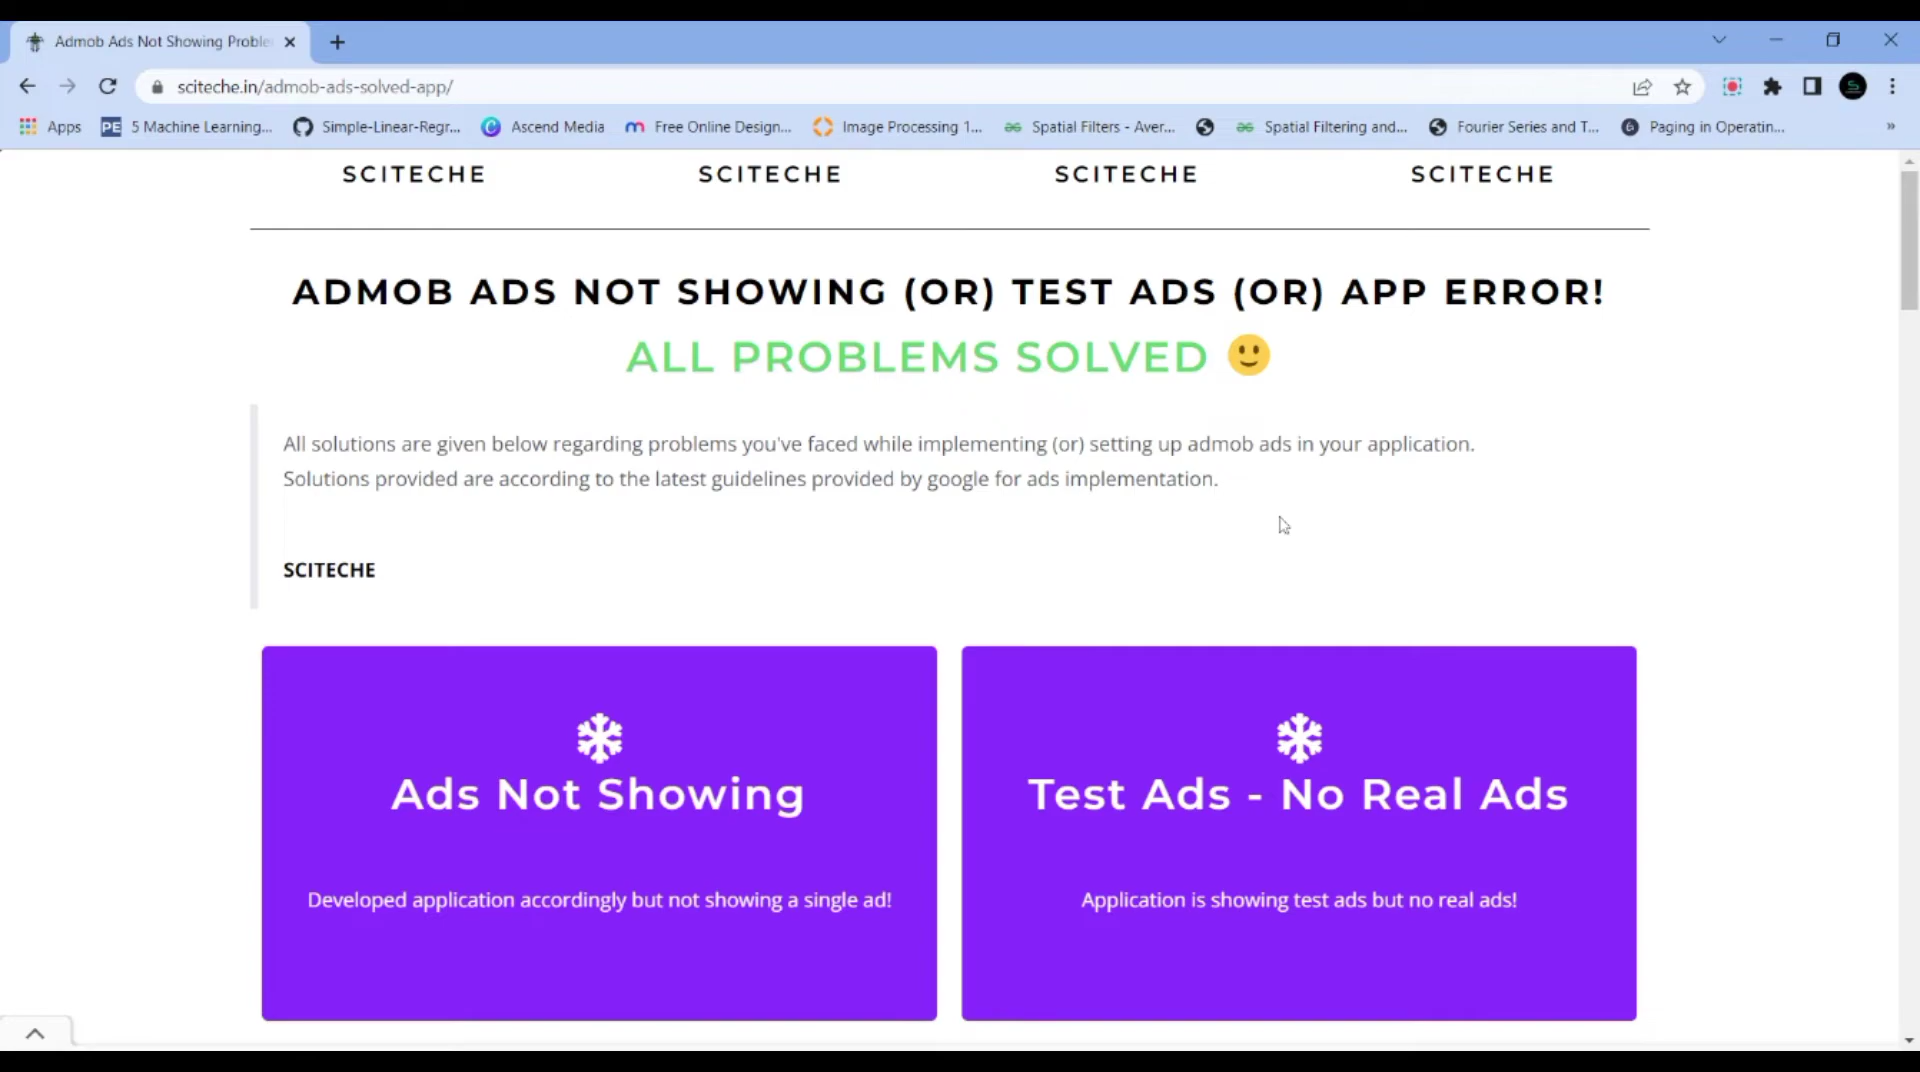 Admob Ads Not Showing Proble
sciteche.in/admob-ads-solved-app/
Apps
PE 5 Machine Learning...
Simple-Linear-Regr...
Ascend Media
Free Online Design...
Image Processing 1...
Spatial Filters - Aver...
Spatial Filtering and...
Fourier Series and T...
Paging in Operatin...
»
SCITECHE SCITECHE SCITECHE SCITECHE
ADMOB ADS NOT SHOWING (OR) TEST ADS (OR) APP ERROR!
ALL PROBLEMS SOLVED 🙂
All solutions are given below regarding problems you've faced while implementing (or) setting up admob ads in your application.
Solutions provided are according to the latest guidelines provided by google for ads implementation.
SCITECHE
Ads Not Showing
Developed application accordingly but not showing a single ad!
Test Ads - No Real Ads
Application is showing test ads but no real ads!